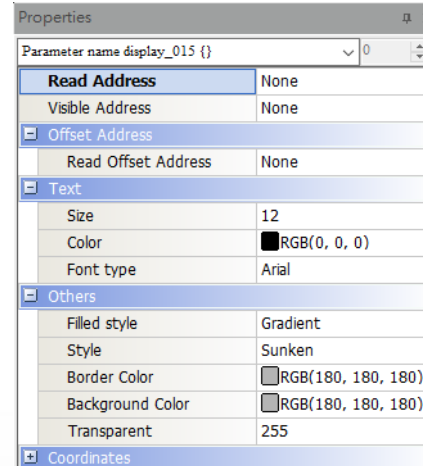 Properties
Parameter name display_015 {} 0
Read Address None
Visible Address None
Offset Address
Read Offset Address None
Text
Size 12
Color RGB(0, 0, 0)
Font type Arial
Others
Filled style Gradient
Style Sunken
Border Color RGB(180, 180, 180)
Background Color RGB(180, 180, 180)
Transparent 255
Coordinates